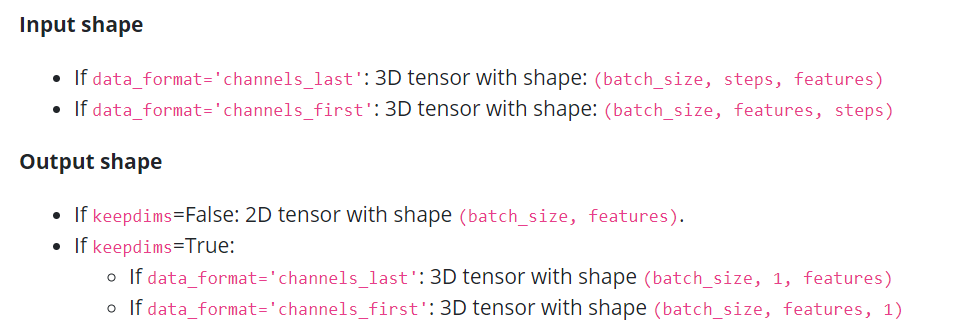 Input shape
• If data_format='channels_last': 3D tensor with shape: (batch_size, steps, features)
• If data_format='channels_first': 3D tensor with shape: (batch_size, features, steps)
Output shape
• If keepdims=False: 2D tensor with shape (batch_size, features).
• If keepdims=True:
◦ If data_format='channels_last': 3D tensor with shape (batch_size, 1, features)
◦ If data_format='channels_first': 3D tensor with shape (batch_size, features, 1)